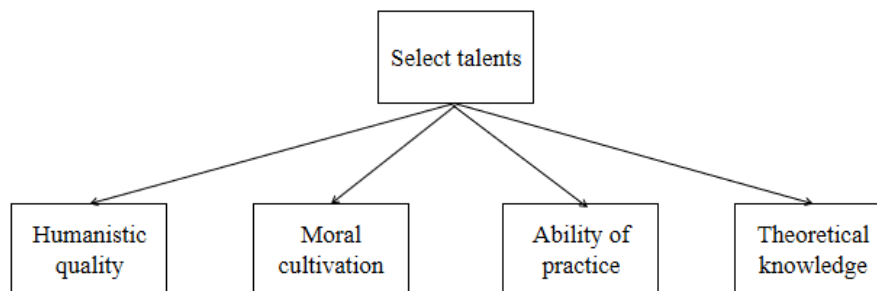 Select talents
Humanistic
quality
Moral
cultivation
Ability of
practice
Theoretical
knowledge